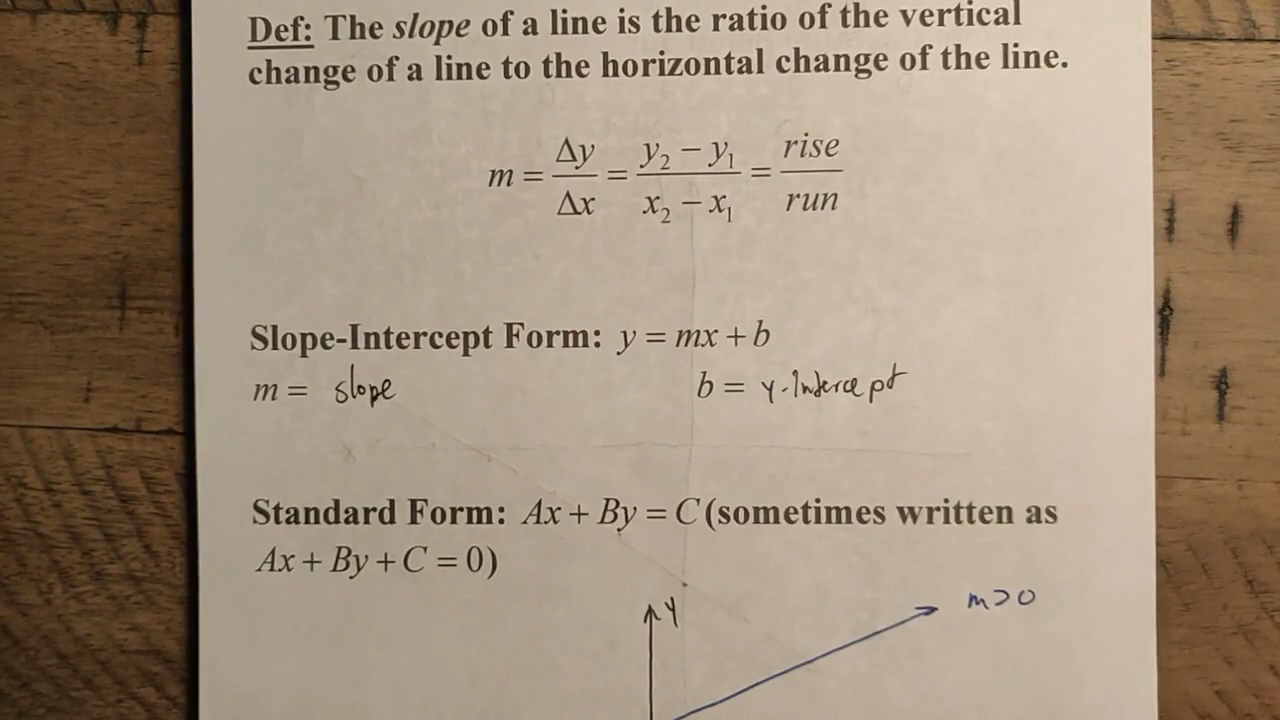 Def: The slope of a line is the ratio of the vertical
change of a line to the horizontal change of the line.
m = Δy/Δx = y₂ − y₁/x₂ − x₁ = rise/run
Slope-Intercept Form: y = mx + b
m = slope b = y-Intercept
Standard Form: Ax + By = C (sometimes written as
Ax + By + C = 0)
y m>0